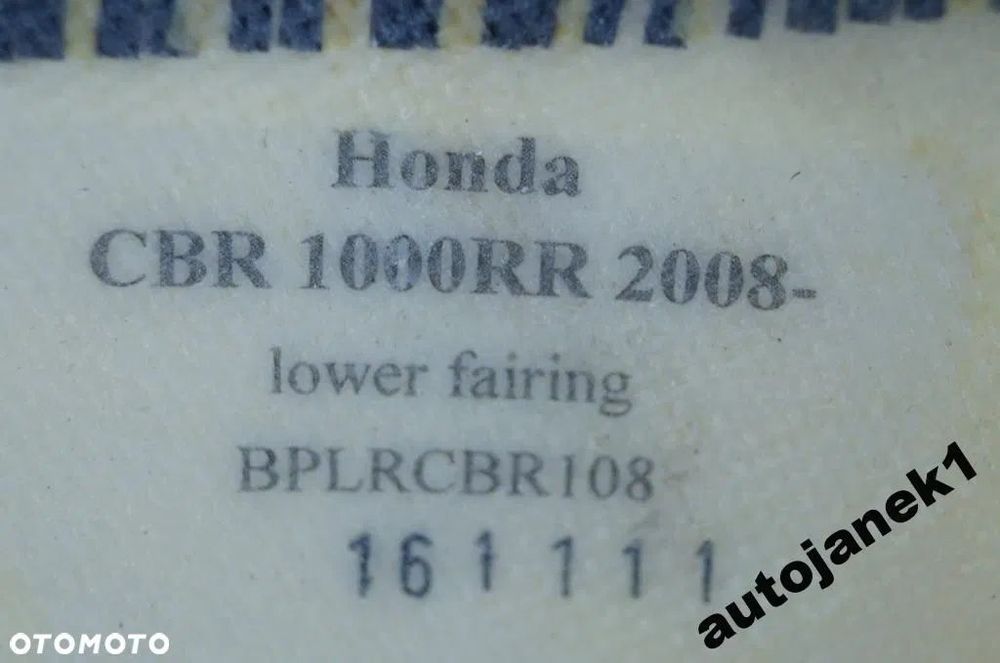 Honda
CBR 1000RR 2008-
lower fairing
BPLRCBR108
161111
autojanek1
OTOMOTO